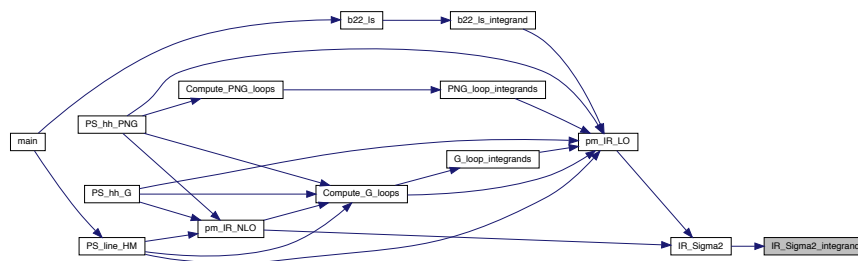 b22_ls
b22_ls_integrand
Compute_PNG_loops
PNG_loop_integrands
PS_hh_PNG
main
pm_IR_LO
G_loop_integrands
PS_hh_G
Compute_G_loops
pm_IR_NLO
PS_line_HM
IR_Sigma2
IR_Sigma2_integrand